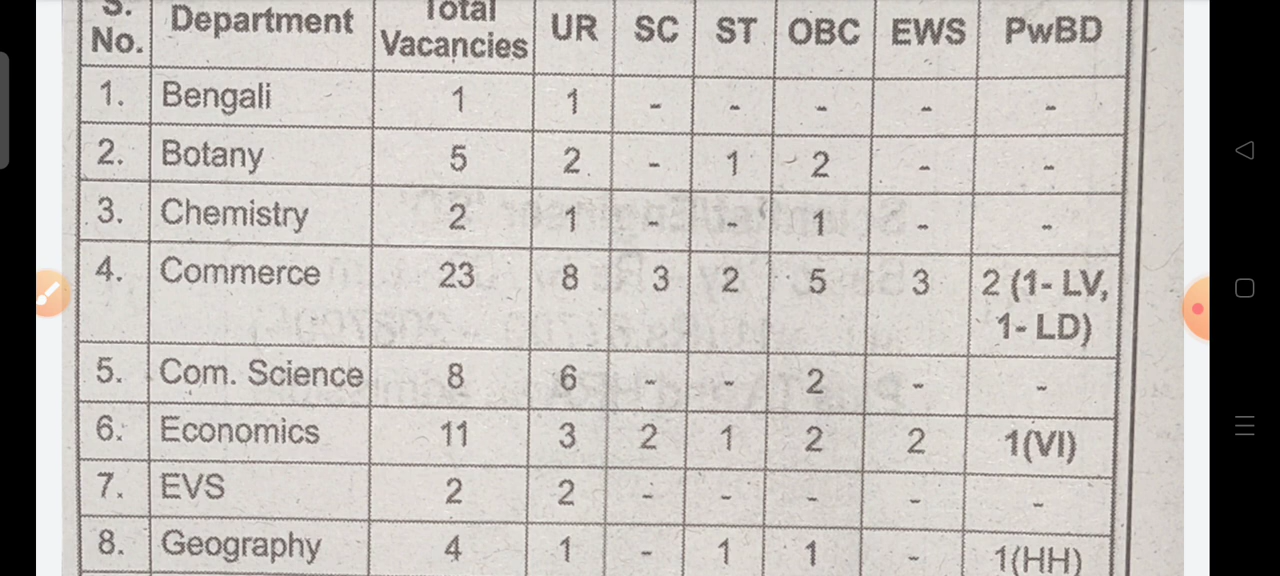 S. No. Department Total Vacancies UR SC ST OBC EWS PwBD
1. Bengali 1 1 - - - - -
2. Botany 5 2 - 1 2 - -
3. Chemistry 2 1 - - 1 - -
4. Commerce 23 8 3 2 5 3 2 (1- LV, 1- LD)
5. Com. Science 8 6 - - 2 - -
6. Economics 11 3 2 1 2 2 1(VI)
7. EVS 2 2 - - - - -
8. Geography 4 1 - 1 1 - 1(HH)